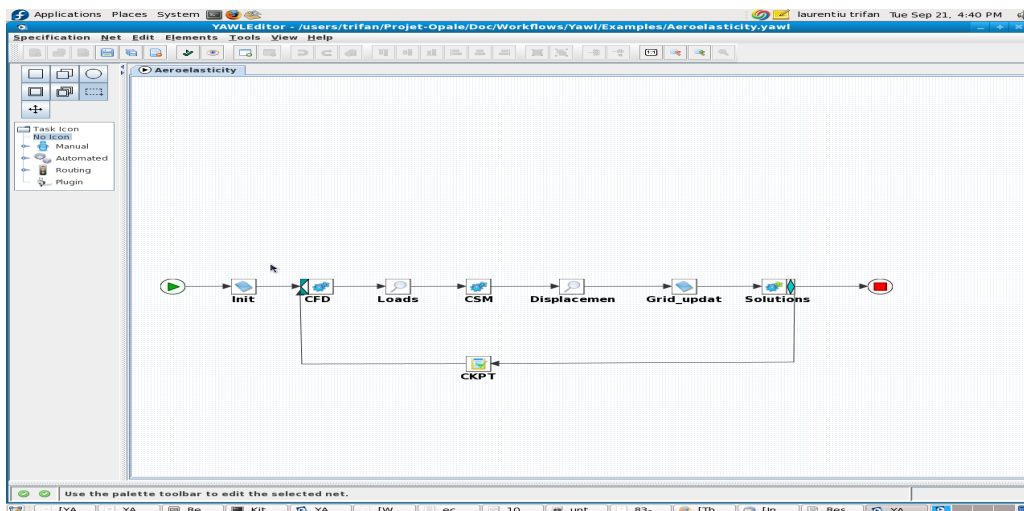 Applications Places System laurentiu trifan Tue Sep 21, 4:40 PM
YAWLEditor - /users/trifan/Projet-Opale/Doc/Workflows/Yawl/Examples/Aeroelasticity.yawl
Specification Net Edit Elements Tools View Help
Aeroelasticity
Task Icon
No Icon
Manual
Automated
Routing
Plugin
Init CFD Loads CSM Displacemen Grid_updat Solutions
CKPT
Use the palette toolbar to edit the selected net.